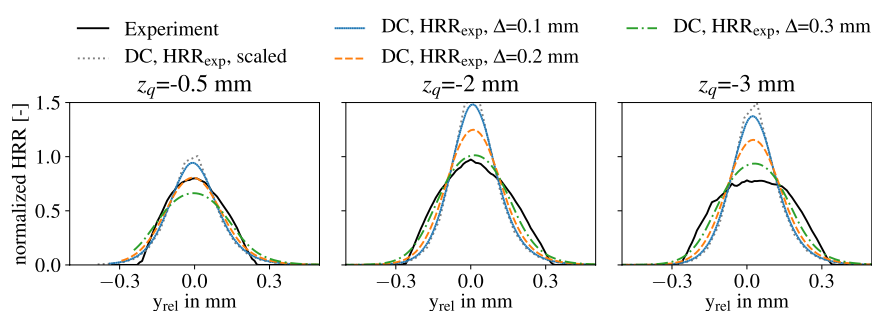 Experiment
DC, HRRexp, scaled
DC, HRRexp, Δ=0.1 mm
DC, HRRexp, Δ=0.2 mm
DC, HRRexp, Δ=0.3 mm
zq=-0.5 mm
zq=-2 mm
zq=-3 mm
normalized HRR [-]
1.5
1.0
0.5
0.0
−0.3 0.0 0.3
−0.3 0.0 0.3
−0.3 0.0 0.3
yrel in mm
yrel in mm
yrel in mm